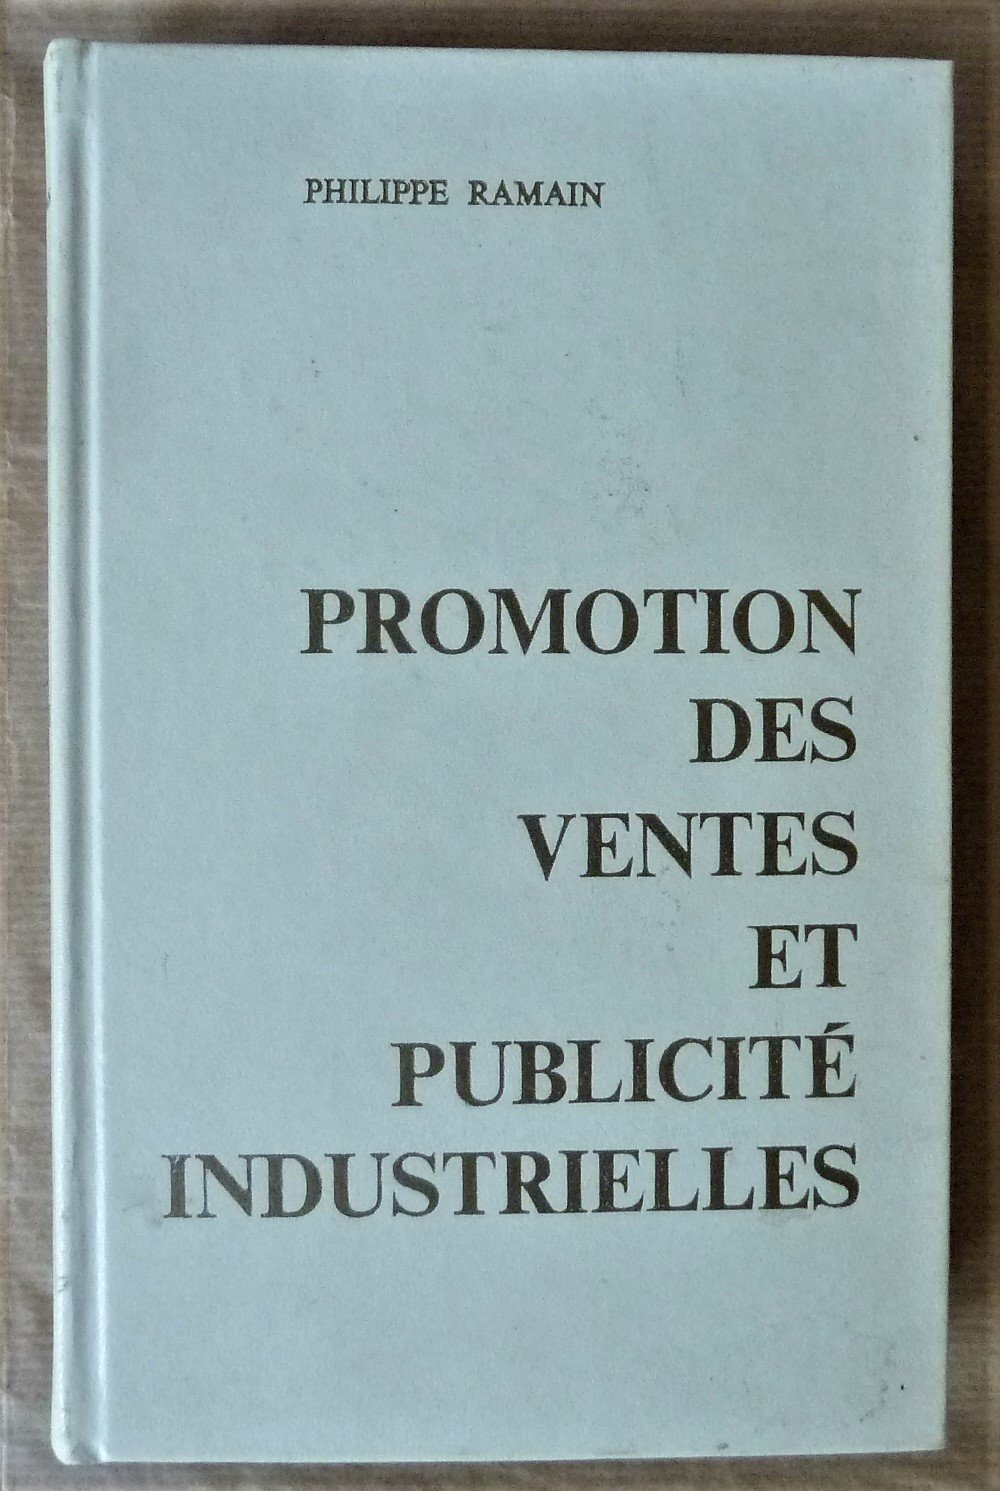 PHILIPPE RAMAIN
PROMOTION
DES
VENTES
ET
PUBLICITÉ
INDUSTRIELLES